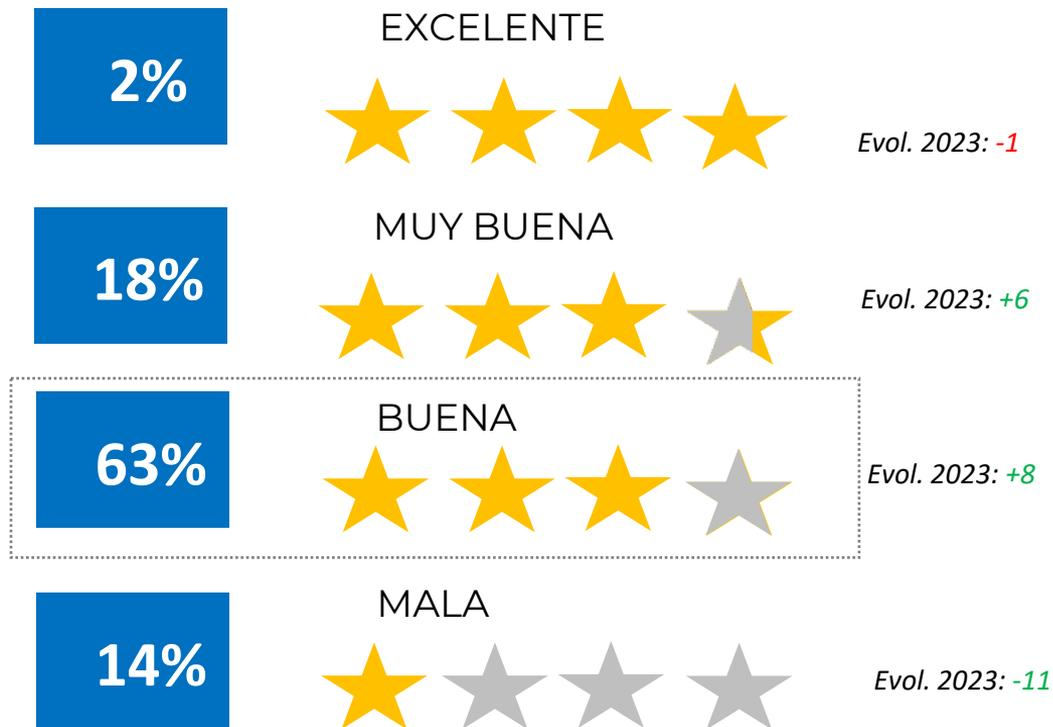 EXCELENTE
2%
Evol. 2023: -1
MUY BUENA
18%
Evol. 2023: +6
BUENA
63%
Evol. 2023: +8
MALA
14%
Evol. 2023: -11